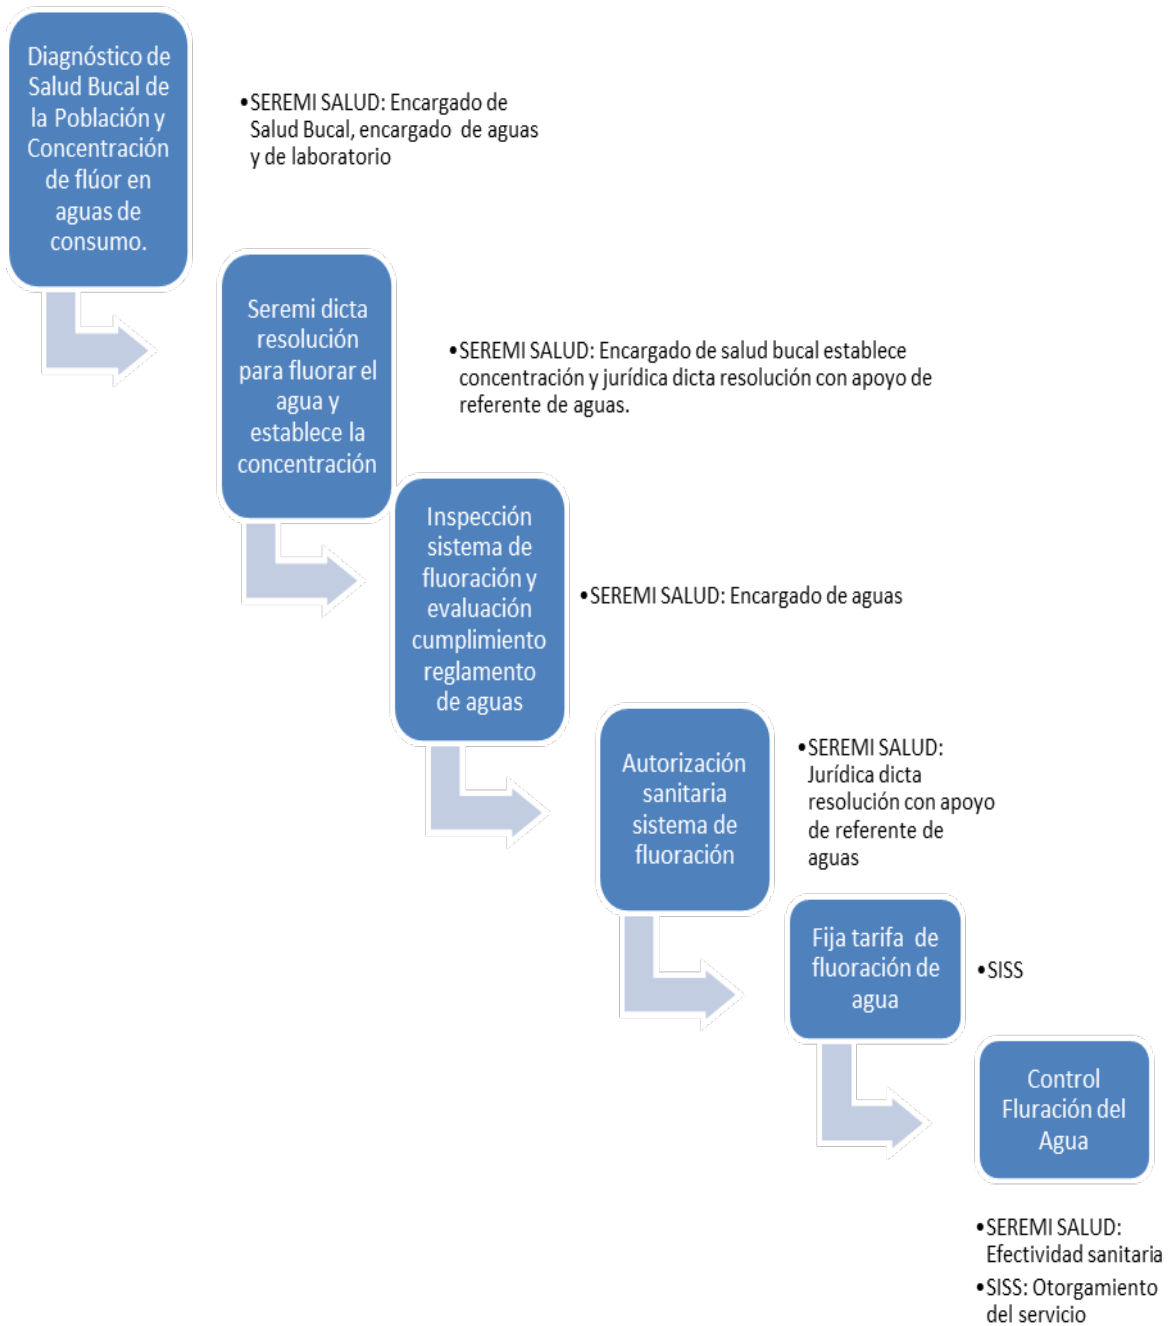 Diagnóstico de
Salud Bucal de
la Población y
Concentración
de flúor en
aguas de
consumo.
•SEREMI SALUD: Encargado de
Salud Bucal, encargado de aguas
y de laboratorio
Seremi dicta
resolución
para fluorar el
agua y
establece la
concentración
•SEREMI SALUD: Encargado de salud bucal establece
concentración y jurídica dicta resolución con apoyo de
referente de aguas.
Inspección
sistema de
fluoración y
evaluación
cumplimiento
reglamento
de aguas
•SEREMI SALUD: Encargado de aguas
Autorización
sanitaria
sistema de
fluoración
•SEREMI SALUD:
Jurídica dicta
resolución con apoyo
de referente de
aguas
Fija tarifa de
fluoración de
agua
•SISS
Control
Fluración del
Agua
•SEREMI SALUD:
Efectividad sanitaria
•SISS: Otorgamiento
del servicio